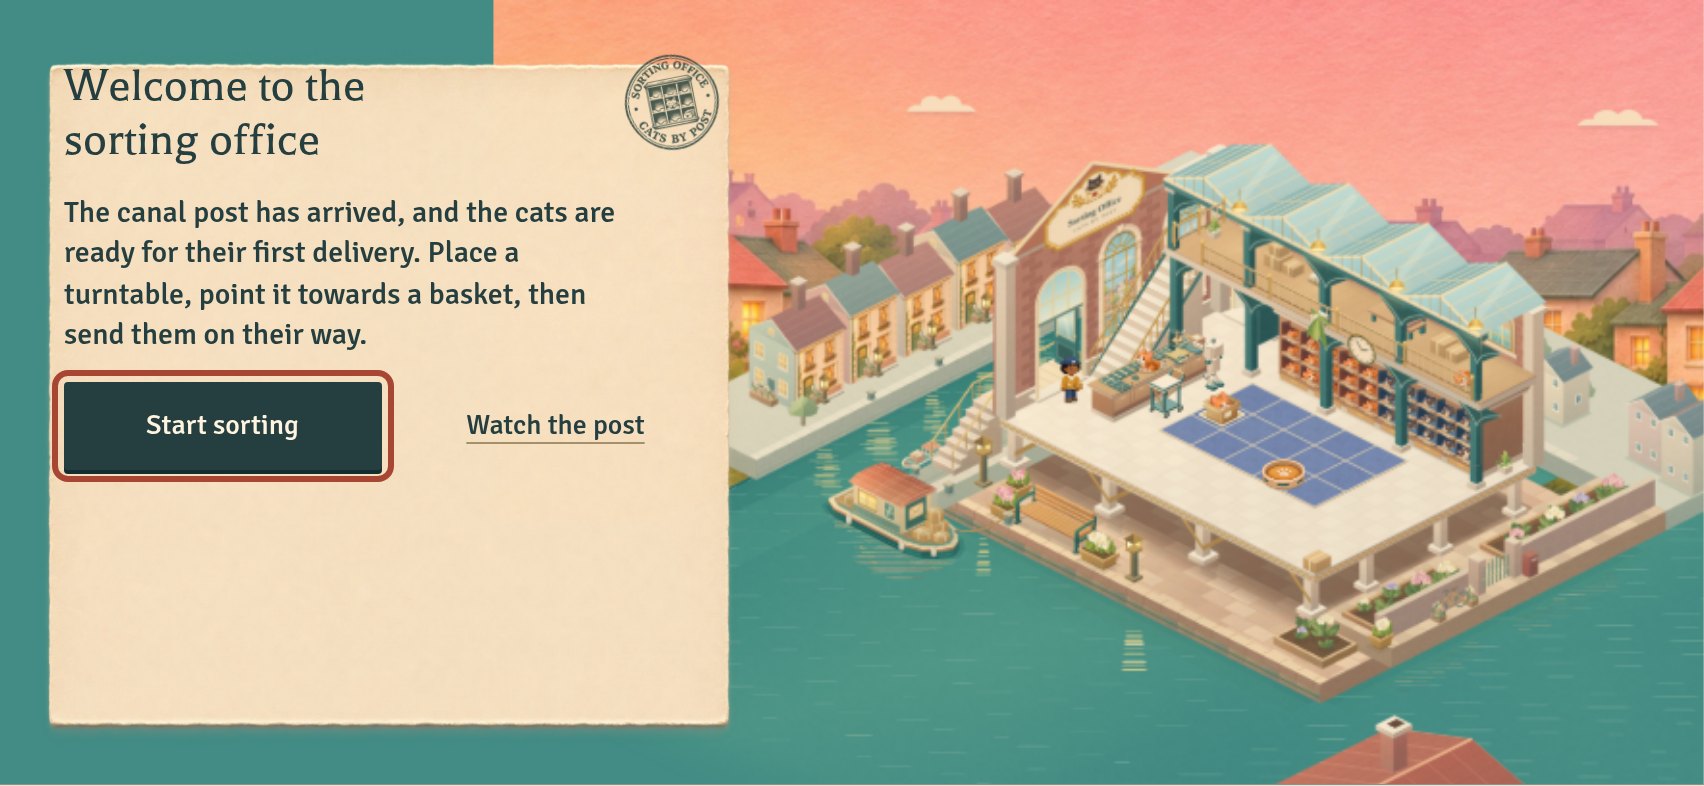 Welcome to the
sorting office
SORTING OFFICE
CATS BY POST
The canal post has arrived, and the cats are
ready for their first delivery. Place a
turntable, point it towards a basket, then
send them on their way.
Start sorting
Watch the post
Sorting Office